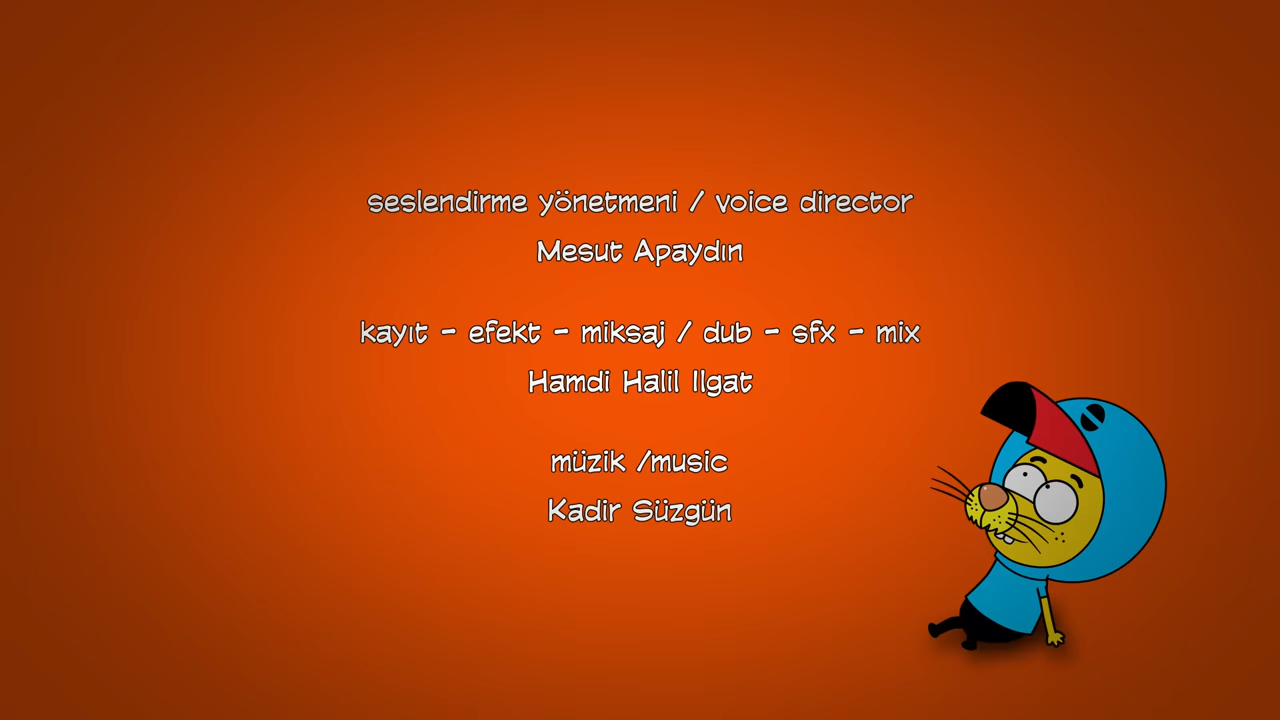 seslendirme yönetmeni / voice director
Mesut Apaydın
kayıt - efekt - miksaj / dub - sfx - mix
Hamdi Halil Ilgat
müzik /music
Kadir Süzgün